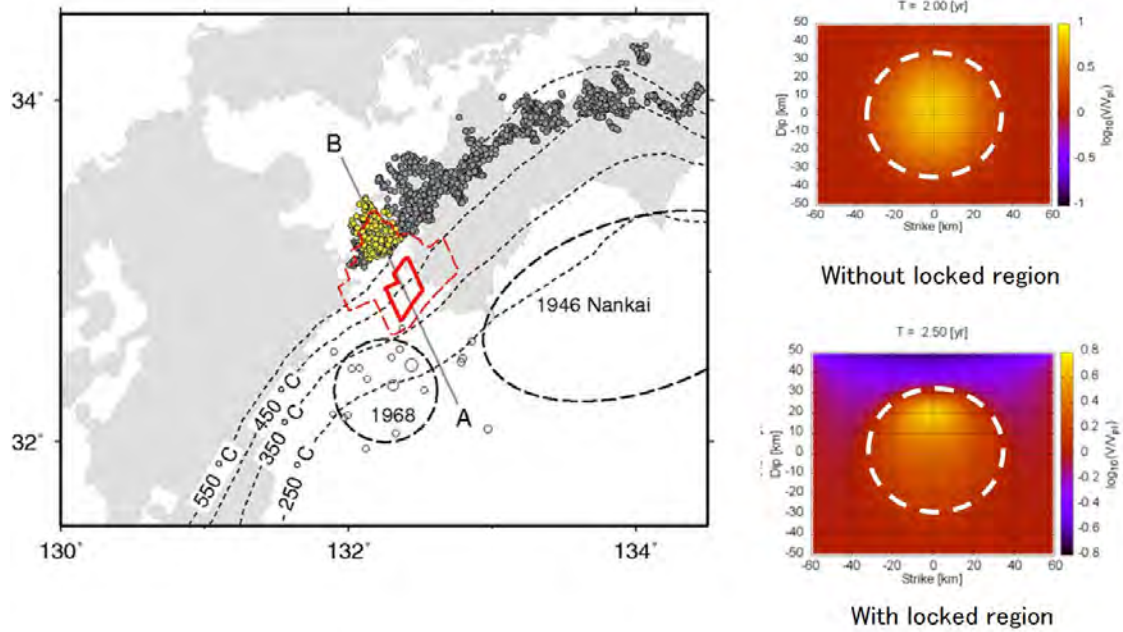 34˚
B
1946 Nankai
1968
A
32˚
550 °C
450 °C
350 °C
250 °C
130˚ 132˚ 134˚
T = 2.00 [yr]
50
40
30
20
10
0
-10
-20
-30
-40
-50
Dip [km]
-60 -40 -20 0 20 40 60
Strike [km]
1
0.5
0
-0.5
-1
log10(V/Vpl)
Without locked region
T = 2.50 [yr]
50
40
30
20
10
0
-10
-20
-30
-40
-50
Dip [km]
-60 -40 -20 0 20 40 60
Strike [km]
0.8
0.6
0.4
0.2
0
-0.2
-0.4
-0.6
-0.8
log10(V/Vpl)
With locked region